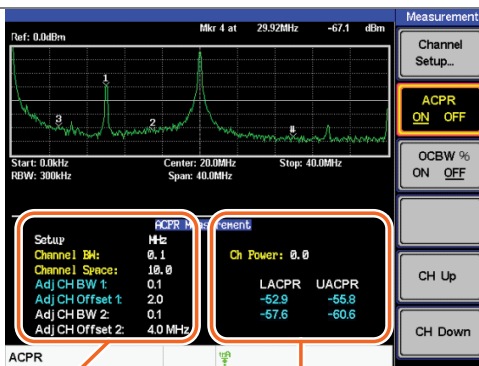 Measurement
Mkr 4 at 29.92MHz -67.1 dBm
Ref: 0.0dBm
Channel Setup...
1
3
2
4
ACPR
ON OFF
Start: 0.0kHz Center: 20.0MHz Stop: 40.0MHz
RBW: 300kHz Span: 40.0MHz
OCBW %
ON OFF
ACPR Measurement
Setup MHz
Channel BW: 0.1 Ch Power: 0.0
Channel Space: 10.0
Adj CH BW 1: 0.1 LACPR UACPR
Adj CH Offset 1: 2.0 -52.9 -55.8
Adj CH BW 2: 0.1 -57.6 -60.6
Adj CH Offset 2: 4.0 MHz
CH Up
CH Down
ACPR